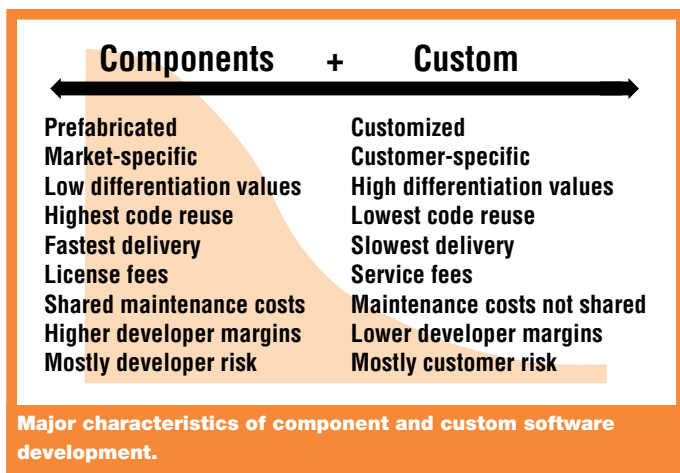 Components + Custom
Prefabricated Customized
Market-specific Customer-specific
Low differentiation values High differentiation values
Highest code reuse Lowest code reuse
Fastest delivery Slowest delivery
License fees Service fees
Shared maintenance costs Maintenance costs not shared
Higher developer margins Lower developer margins
Mostly developer risk Mostly customer risk
Major characteristics of component and custom software
development.